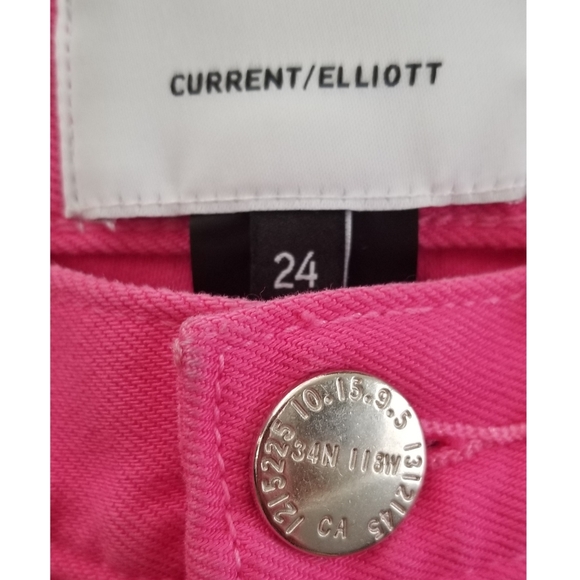 CURRENT/ELLIOTT
24
1215225 10.15.9.5 1312145
34N 118W
CA